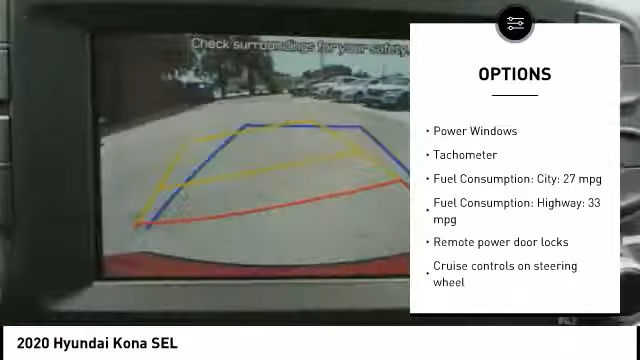 Check surroundings for your safety.
OPTIONS
• Power Windows
• Tachometer
• Fuel Consumption: City: 27 mpg
• Fuel Consumption: Highway: 33
mpg
• Remote power door locks
• Cruise controls on steering
wheel
2020 Hyundai Kona SEL